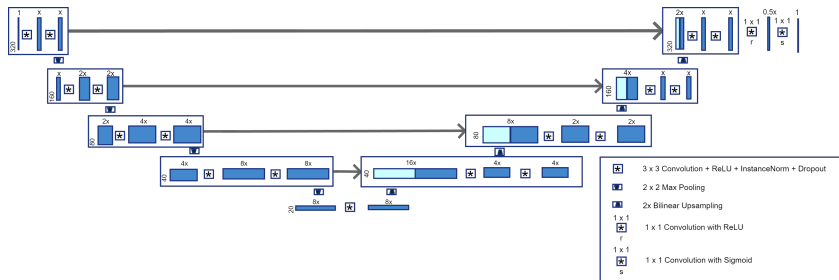 1 x x
320
2x x x
320
1 x 1
r
0.5x
1 x 1
s
1
x 2x 2x
160
4x x x
160
2x 4x 4x
80
8x 2x 2x
80
4x 8x 8x
40
16x 4x 4x
40
8x 8x
20
3 x 3 Convolution + ReLU + InstanceNorm + Dropout
2 x 2 Max Pooling
2x Bilinear Upsampling
1 x 1
1 x 1 Convolution with ReLU
r
1 x 1
1 x 1 Convolution with Sigmoid
s